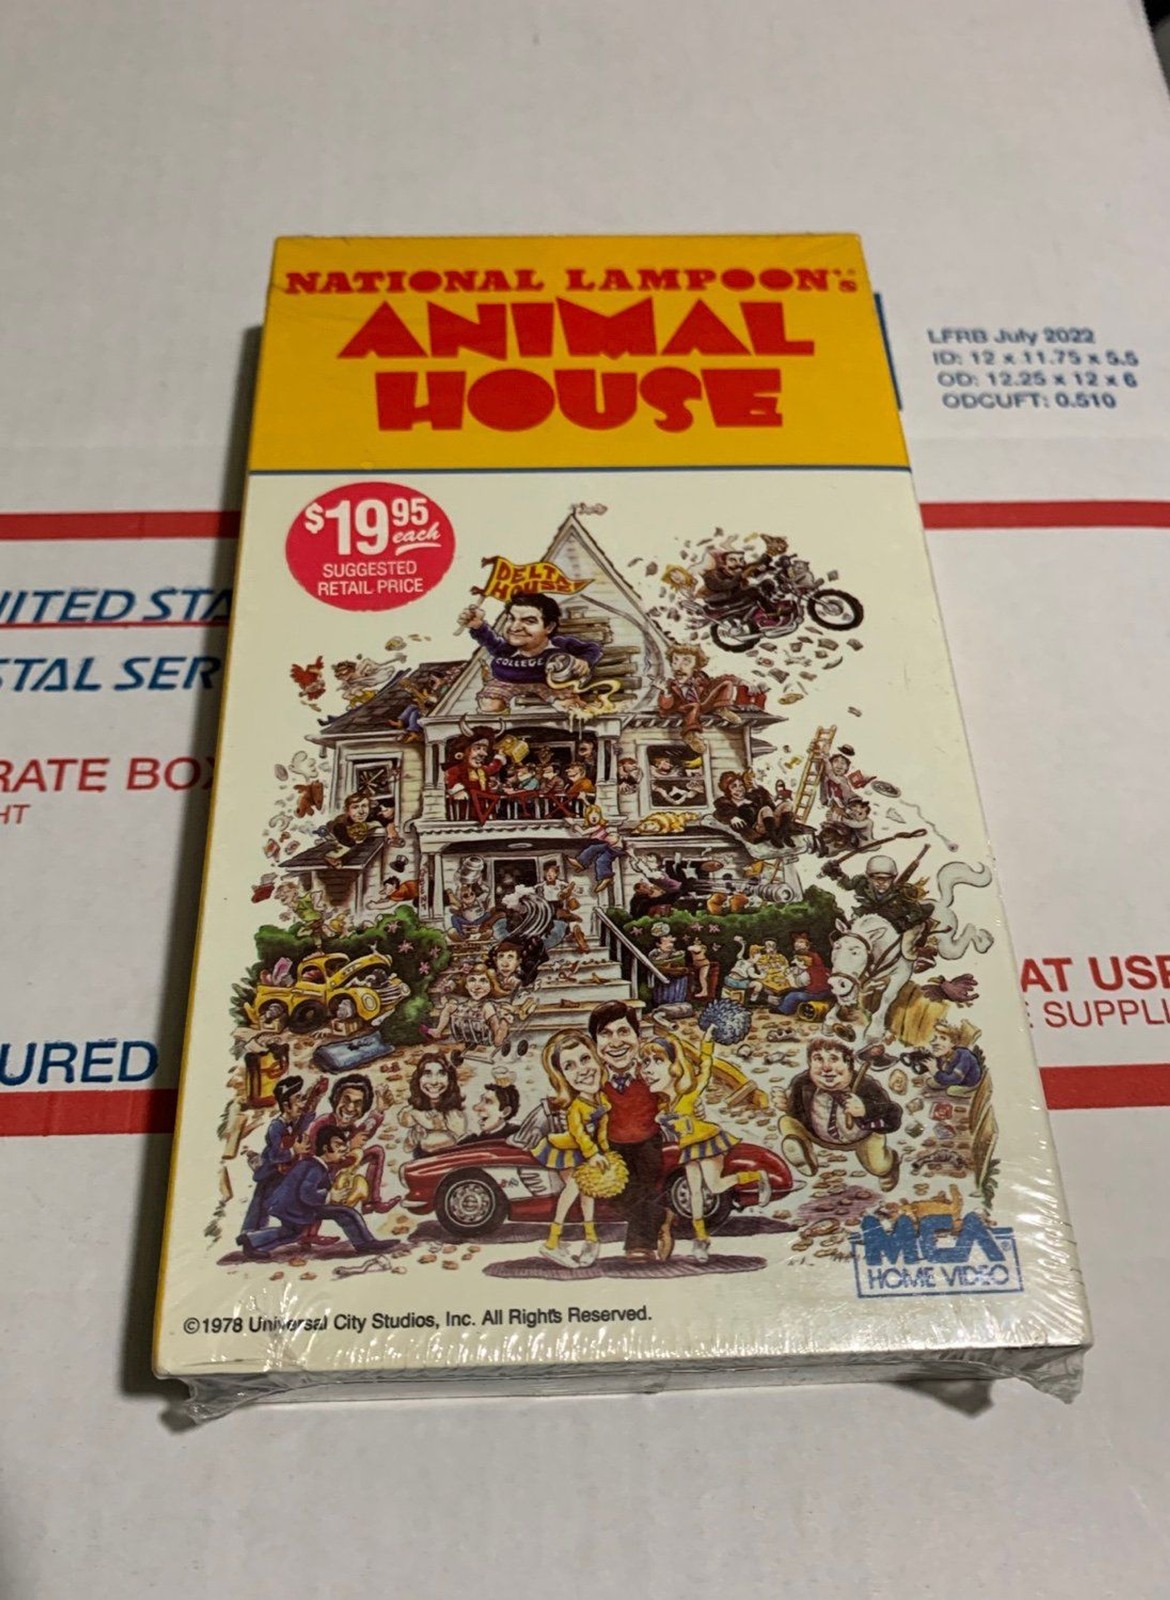 NATIONAL LAMPOON's
ANIMAL
HOUSE
$19.95
each
SUGGESTED
RETAIL PRICE
DELTA
HOUSE
COLLEGE
MCA
HOME VIDEO
©1978 Universal City Studios, Inc. All Rights Reserved.
LFRB July 2022
ID: 12 x 11.75 x 5.5
OD: 12.25 x 12 x 6
ODCUFT: 0.510
NITED STA
STAL SER
RATE BOX
HT
URED
AT USP
E SUPPLI